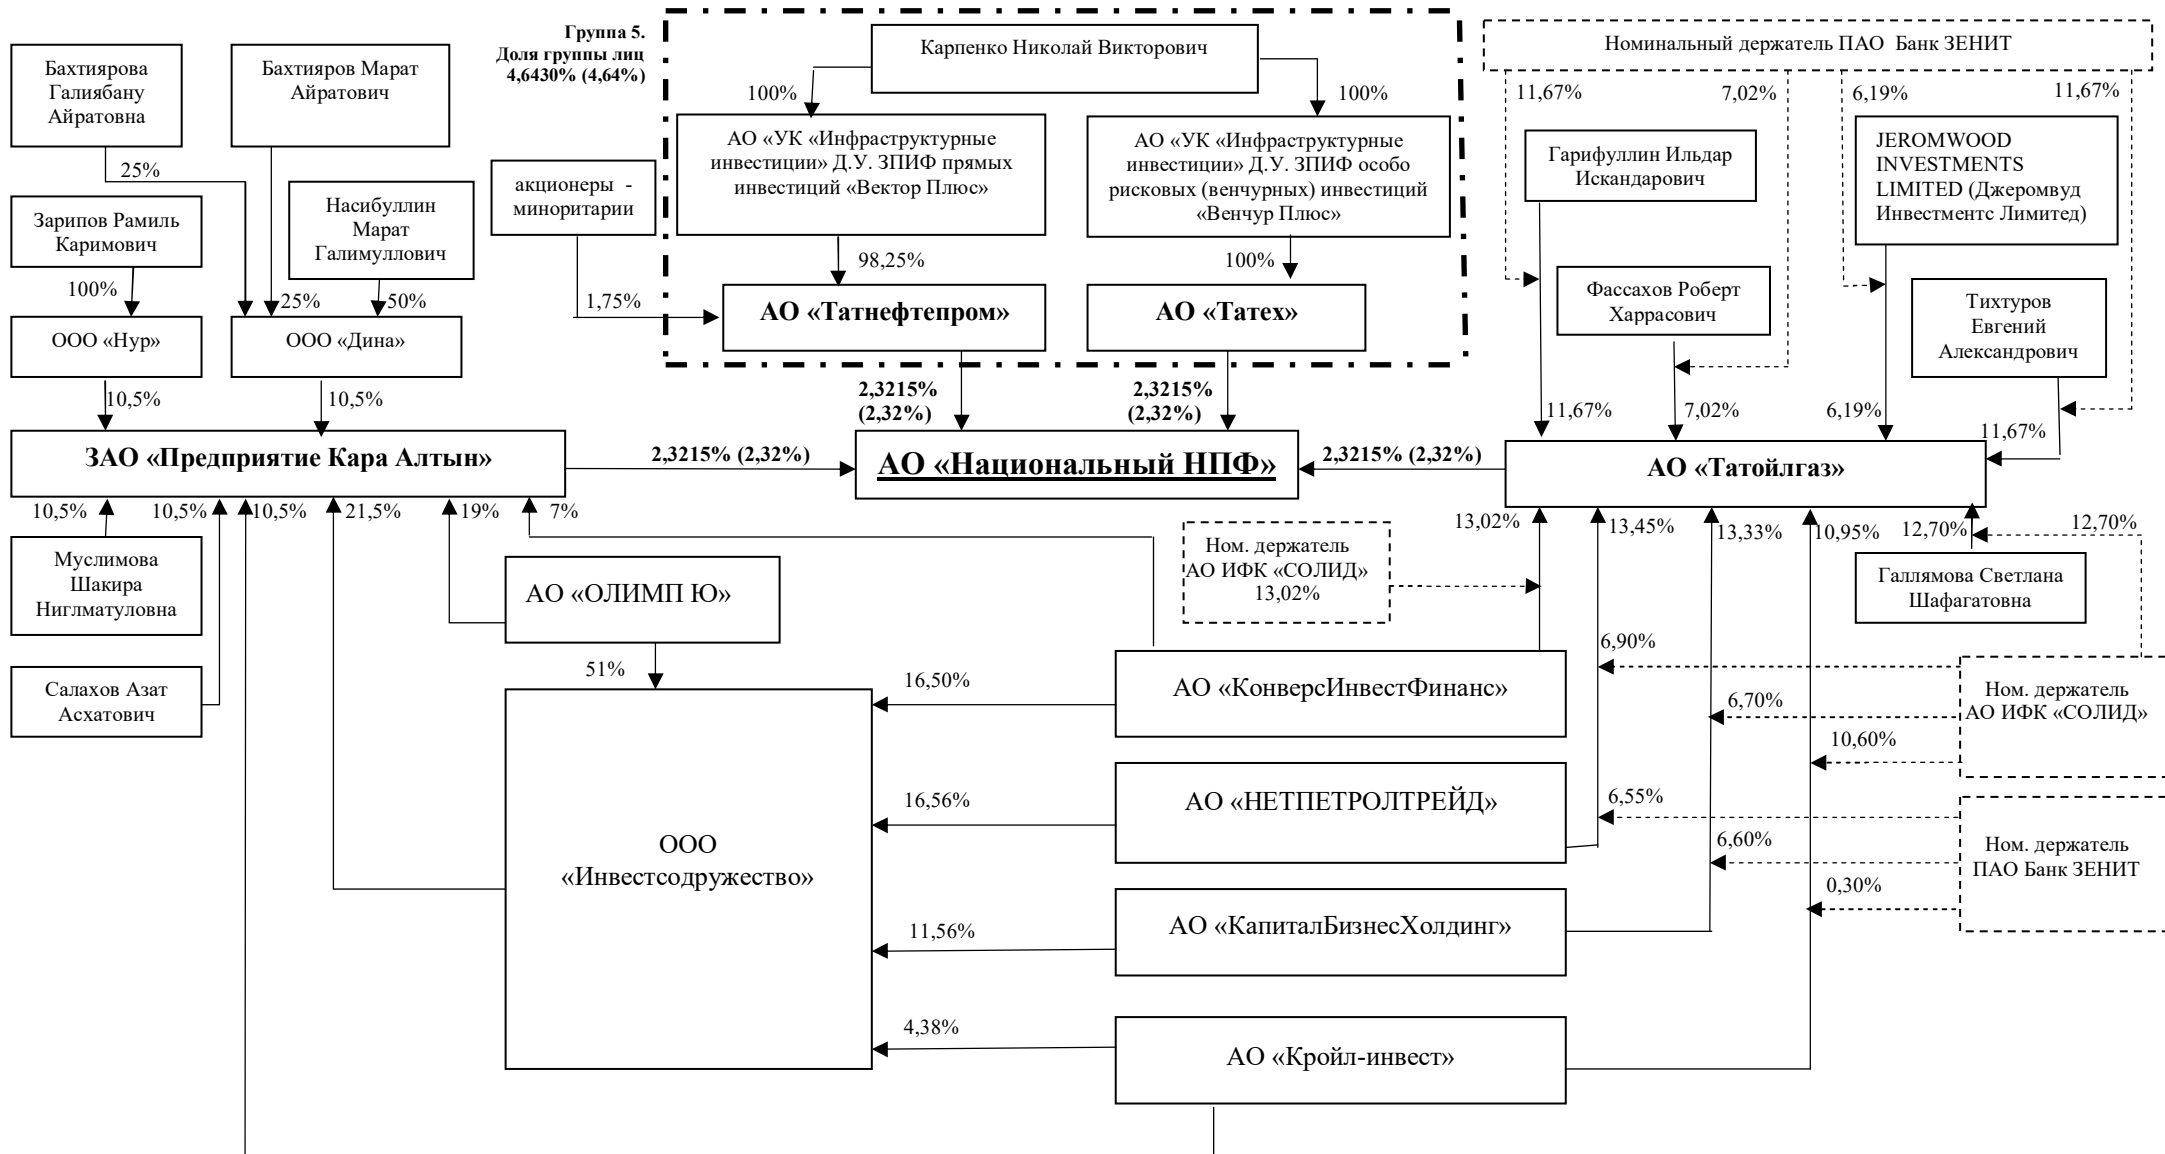 Группа 5.
Доля группы лиц
4,6430% (4,64%)
Карпенко Николай Викторович
Номинальный держатель ПАО Банк ЗЕНИТ
Бахтиярова
Галиябану
Айратовна
Бахтияров Марат
Айратович
100%
100%
11,67%
7,02%
6,19%
11,67%
АО «УК «Инфраструктурные
инвестиции» Д.У. ЗПИФ прямых
инвестиций «Вектор Плюс»
АО «УК «Инфраструктурные
инвестиции» Д.У. ЗПИФ особо
рисковых (венчурных) инвестиций
«Венчур Плюс»
Гарифуллин Ильдар
Искандарович
JEROMWOOD
INVESTMENTS
LIMITED (Джеромвуд
Инвестментс Лимитед)
25%
акционеры -
миноритарии
Зарипов Рамиль
Каримович
Насибуллин
Марат
Галимуллович
98,25%
100%
Фассахов Роберт
Харрасович
Тихтуров
Евгений
Александрович
100%
25%
50%
1,75%
АО «Татнефтепром»
АО «Татех»
ООО «Нур»
ООО «Дина»
10,5%
10,5%
2,3215%
(2,32%)
2,3215%
(2,32%)
11,67%
7,02%
6,19%
11,67%
ЗАО «Предприятие Кара Алтын»
2,3215% (2,32%)
АО «Национальный НПФ»
2,3215% (2,32%)
АО «Татойлгаз»
10,5%
10,5%
10,5%
21,5%
19%
7%
13,02%
13,45%
13,33%
10,95%
12,70%
12,70%
Муслимова
Шакира
Ниглматуловна
АО «ОЛИМП Ю»
Ном. держатель
АО ИФК «СОЛИД»
13,02%
Галлямова Светлана
Шафагатовна
51%
Салахов Азат
Асхатович
16,50%
АО «КонверсИнвестФинанс»
6,90%
6,70%
10,60%
Ном. держатель
АО ИФК «СОЛИД»
16,56%
АО «НЕТПЕТРОЛТРЕЙД»
6,55%
6,60%
0,30%
Ном. держатель
ПАО Банк ЗЕНИТ
ООО
«Инвестсодружество»
11,56%
АО «КапиталБизнесХолдинг»
4,38%
АО «Кройл-инвест»